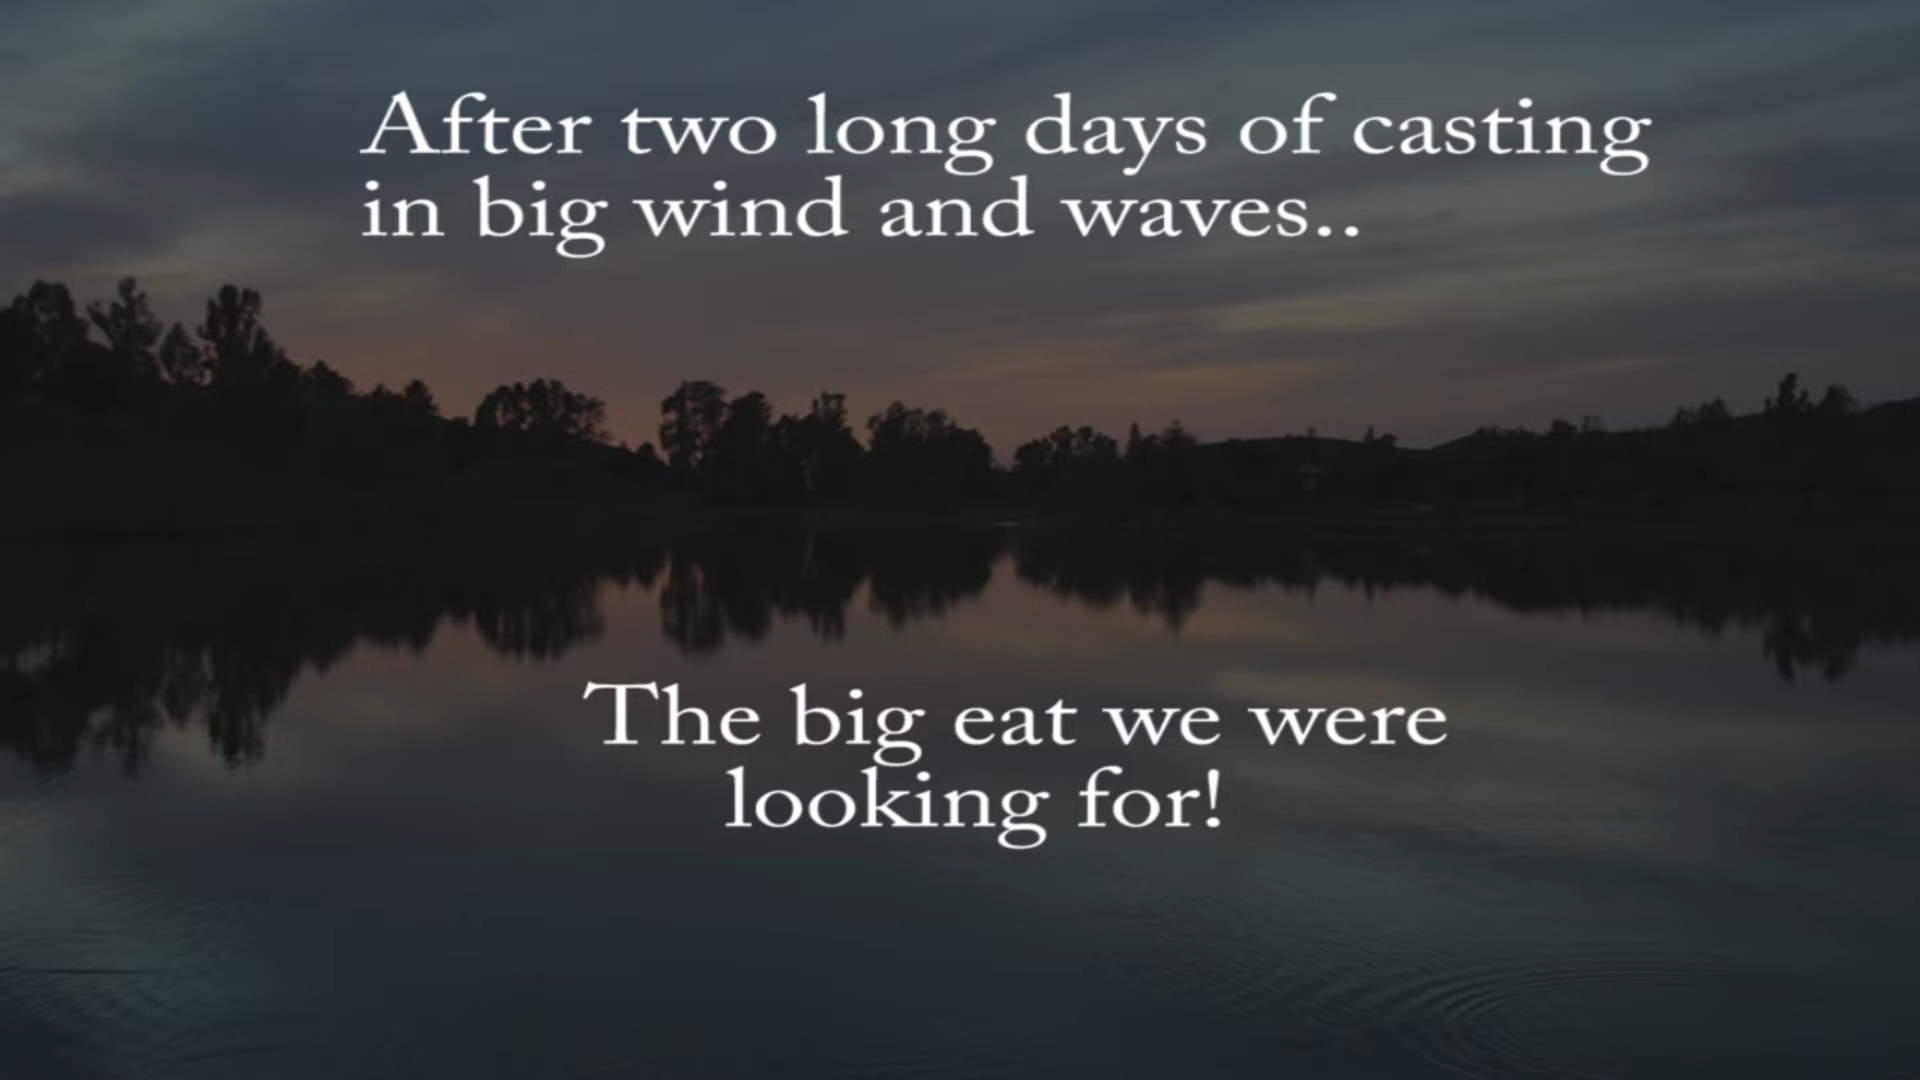 After two long days of casting
in big wind and waves..
The big eat we were
looking for!